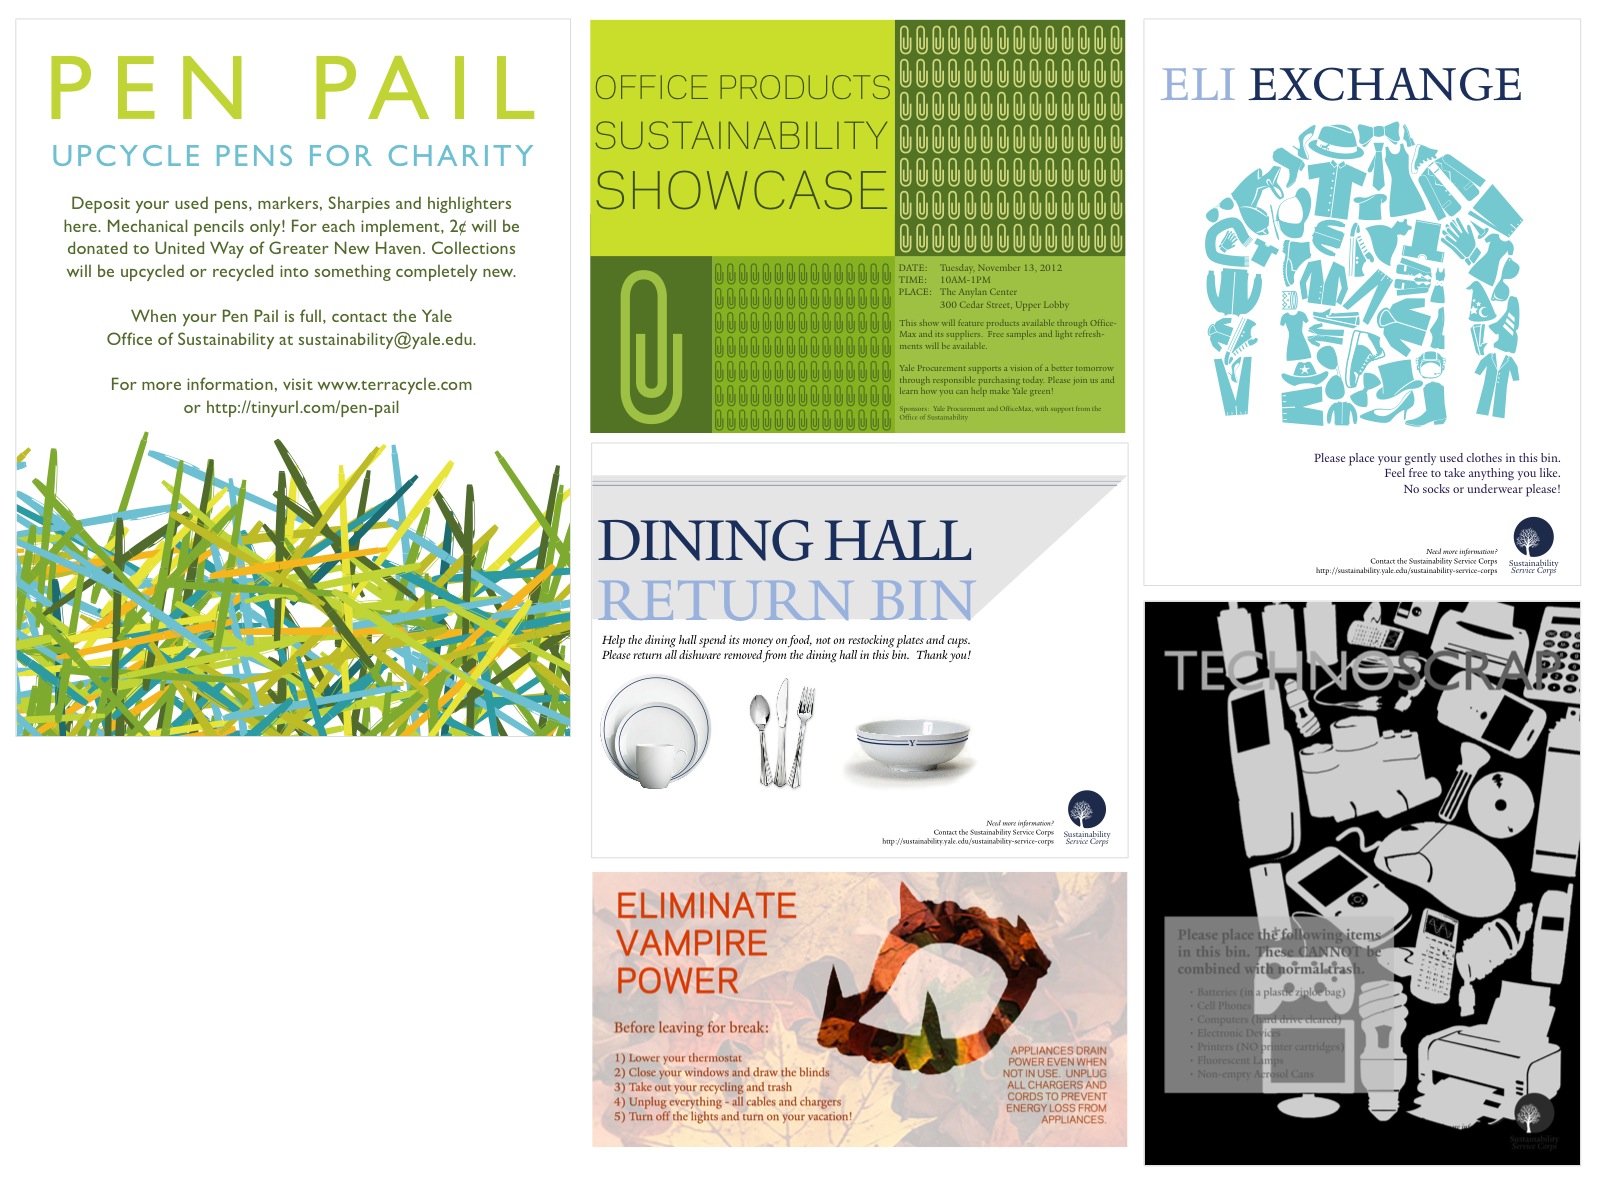 PEN PAIL
UPCYCLE PENS FOR CHARITY
Deposit your used pens, markers, Sharpies and highlighters
here. Mechanical pencils only! For each implement, 2¢ will be
donated to United Way of Greater New Haven. Collections
will be upcycled or recycled into something completely new.
When your Pen Pail is full, contact the Yale
Office of Sustainability at sustainability@yale.edu.
For more information, visit www.terracycle.com
or http://tinyurl.com/pen-pail
OFFICE PRODUCTS
SUSTAINABILITY
SHOWCASE
DATE: Tuesday, November 13, 2012
TIME: 10AM-1PM
PLACE: The Anylan Center
300 Cedar Street, Upper Lobby
This show will feature products available through Office-
Max and its suppliers. Free samples and light refresh-
ments will be available.
Yale Procurement supports a vision of a better tomorrow
through responsible purchasing today. Please join us and
learn how you can help make Yale green!
Sponsors: Yale Procurement and OfficeMax, with support from the
Office of Sustainability
DINING HALL
RETURN BIN
Help the dining hall spend its money on food, not on restocking plates and cups.
Please return all dishware removed from the dining hall in this bin. Thank you!
Y
Need more information?
Contact the Sustainability Service Corps
http://sustainability.yale.edu/sustainability-service-corps
Sustainability
Service Corps
ELIMINATE
VAMPIRE
POWER
Before leaving for break:
1) Lower your thermostat
2) Close your windows and draw the blinds
3) Take out your recycling and trash
4) Unplug everything - all cables and chargers
5) Turn off the lights and turn on your vacation!
APPLIANCES DRAIN
POWER EVEN WHEN
NOT IN USE. UNPLUG
ALL CHARGERS AND
CORDS TO PREVENT
ENERGY LOSS FROM
APPLIANCES.
ELI EXCHANGE
Please place your gently used clothes in this bin.
Feel free to take anything you like.
No socks or underwear please!
Need more information?
Contact the Sustainability Service Corps
http://sustainability.yale.edu/sustainability-service-corps
Sustainability
Service Corps
TECHNOSCRAP
Please place the following items
in this bin. These CANNOT be
combined with normal trash.
• Batteries (in a plastic ziploc bag)
• Cell Phones
• Computers (hard drive cleared)
• Electronic Devices
• Printers (NO printer cartridges)
• Fluorescent Lamps
• Non-empty Aerosol Cans
Sustainability
Service Corps